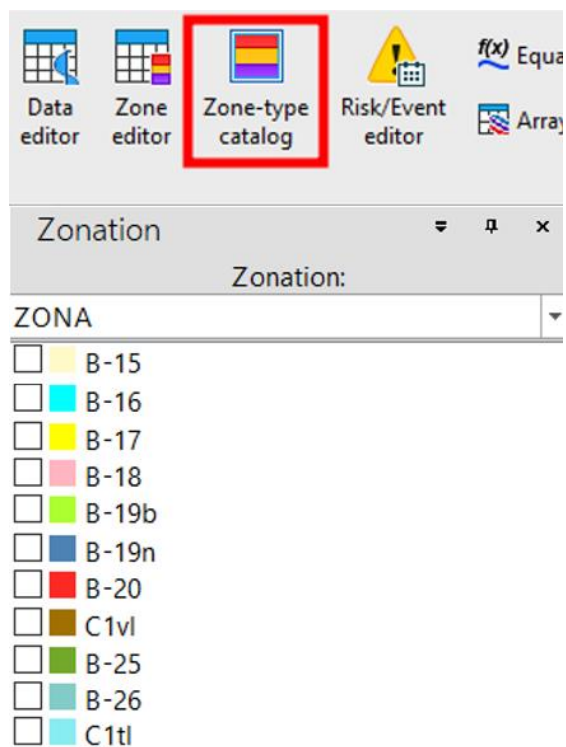 Data editor
Zone editor
Zone-type catalog
Risk/Event editor
f(x) Equa
Array
Zonation
Zonation:
ZONA
B-15
B-16
B-17
B-18
B-19b
B-19n
B-20
C1vl
B-25
B-26
C1tl